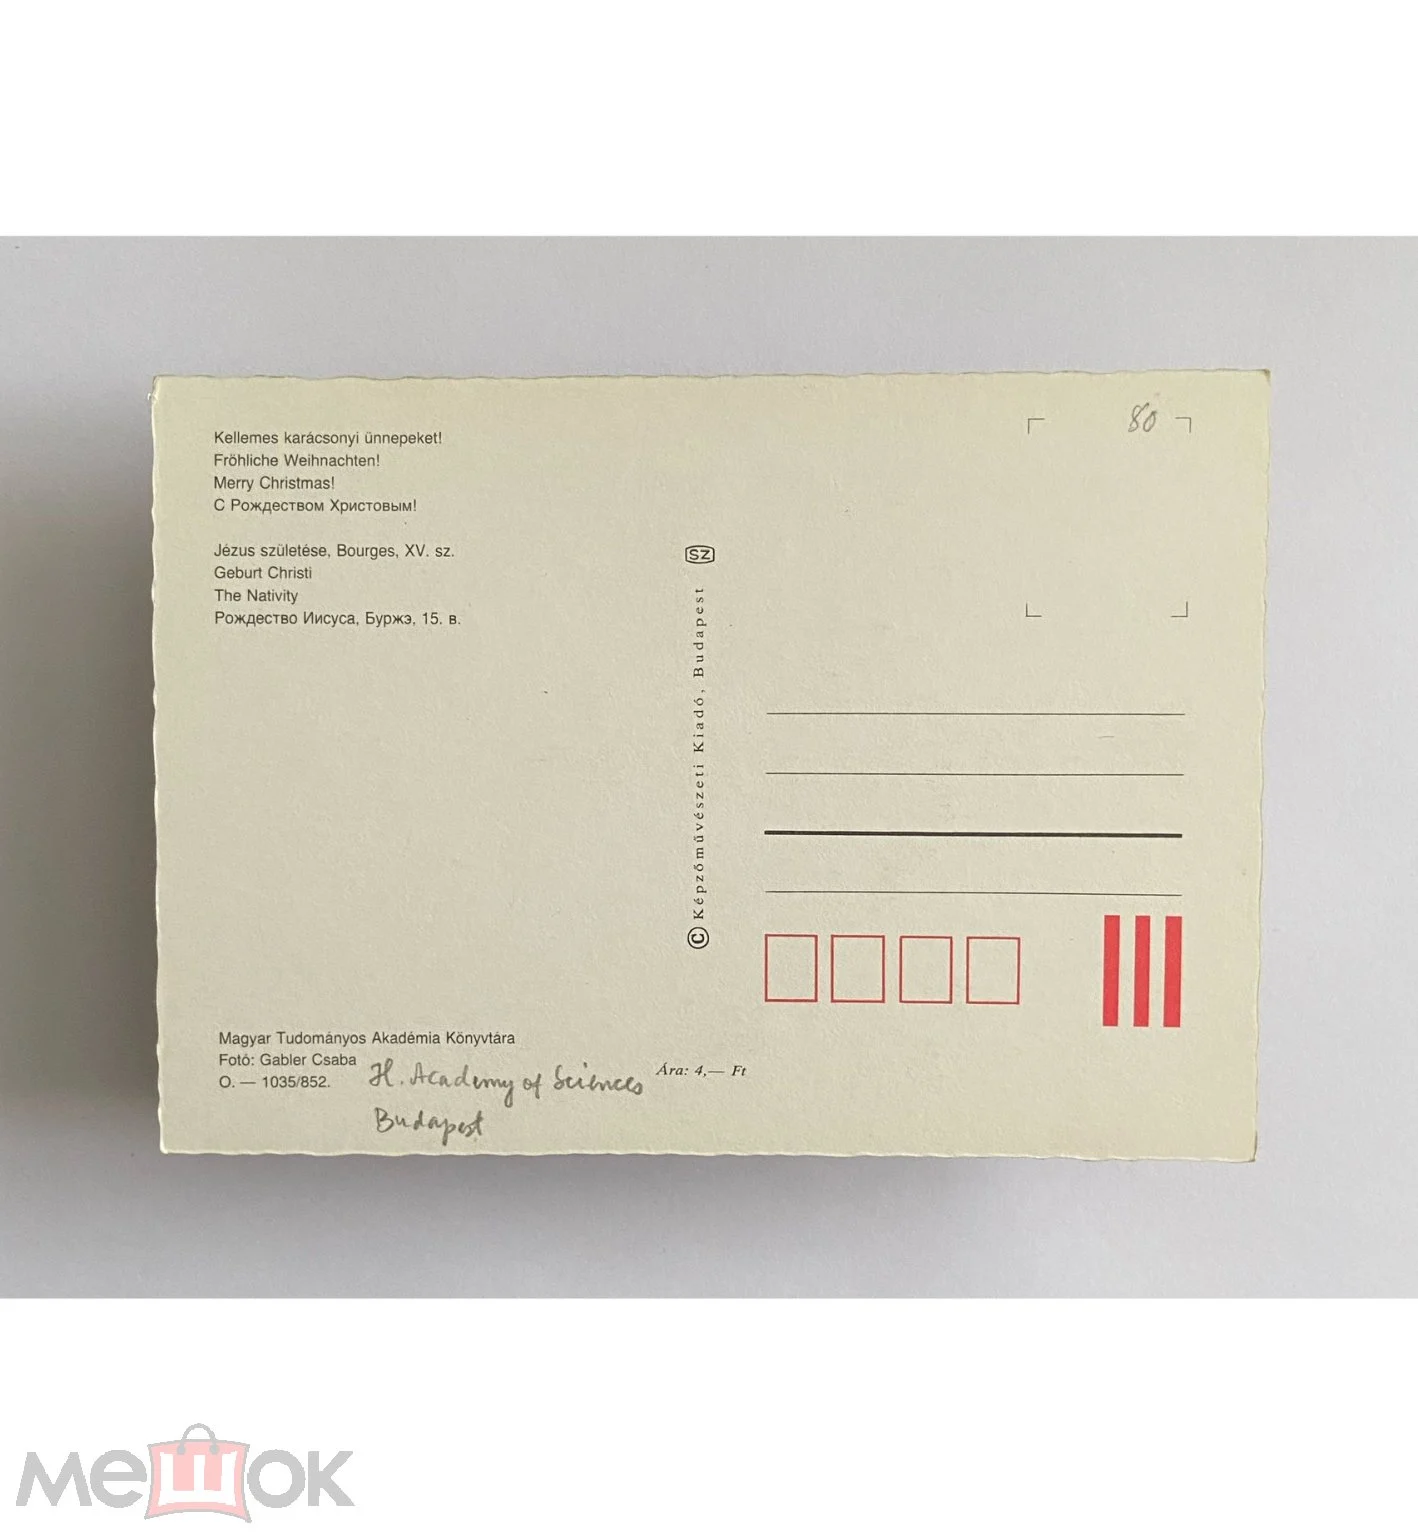 Kellemes karácsonyi ünnepeket!
Fröhliche Weihnachten!
Merry Christmas!
С Рождеством Христовым!
Jézus születése, Bourges, XV. sz.
Geburt Christi
The Nativity
Рождество Иисуса, Буржэ, 15. в.
Magyar Tudományos Akadémia Könyvtára
Fotó: Gabler Csaba
O. — 1035/852.
H. Academy of Sciences
Budapest
Ára: 4,— Ft
SZ
© Képzőművészeti Kiadó, Budapest
80
мешок